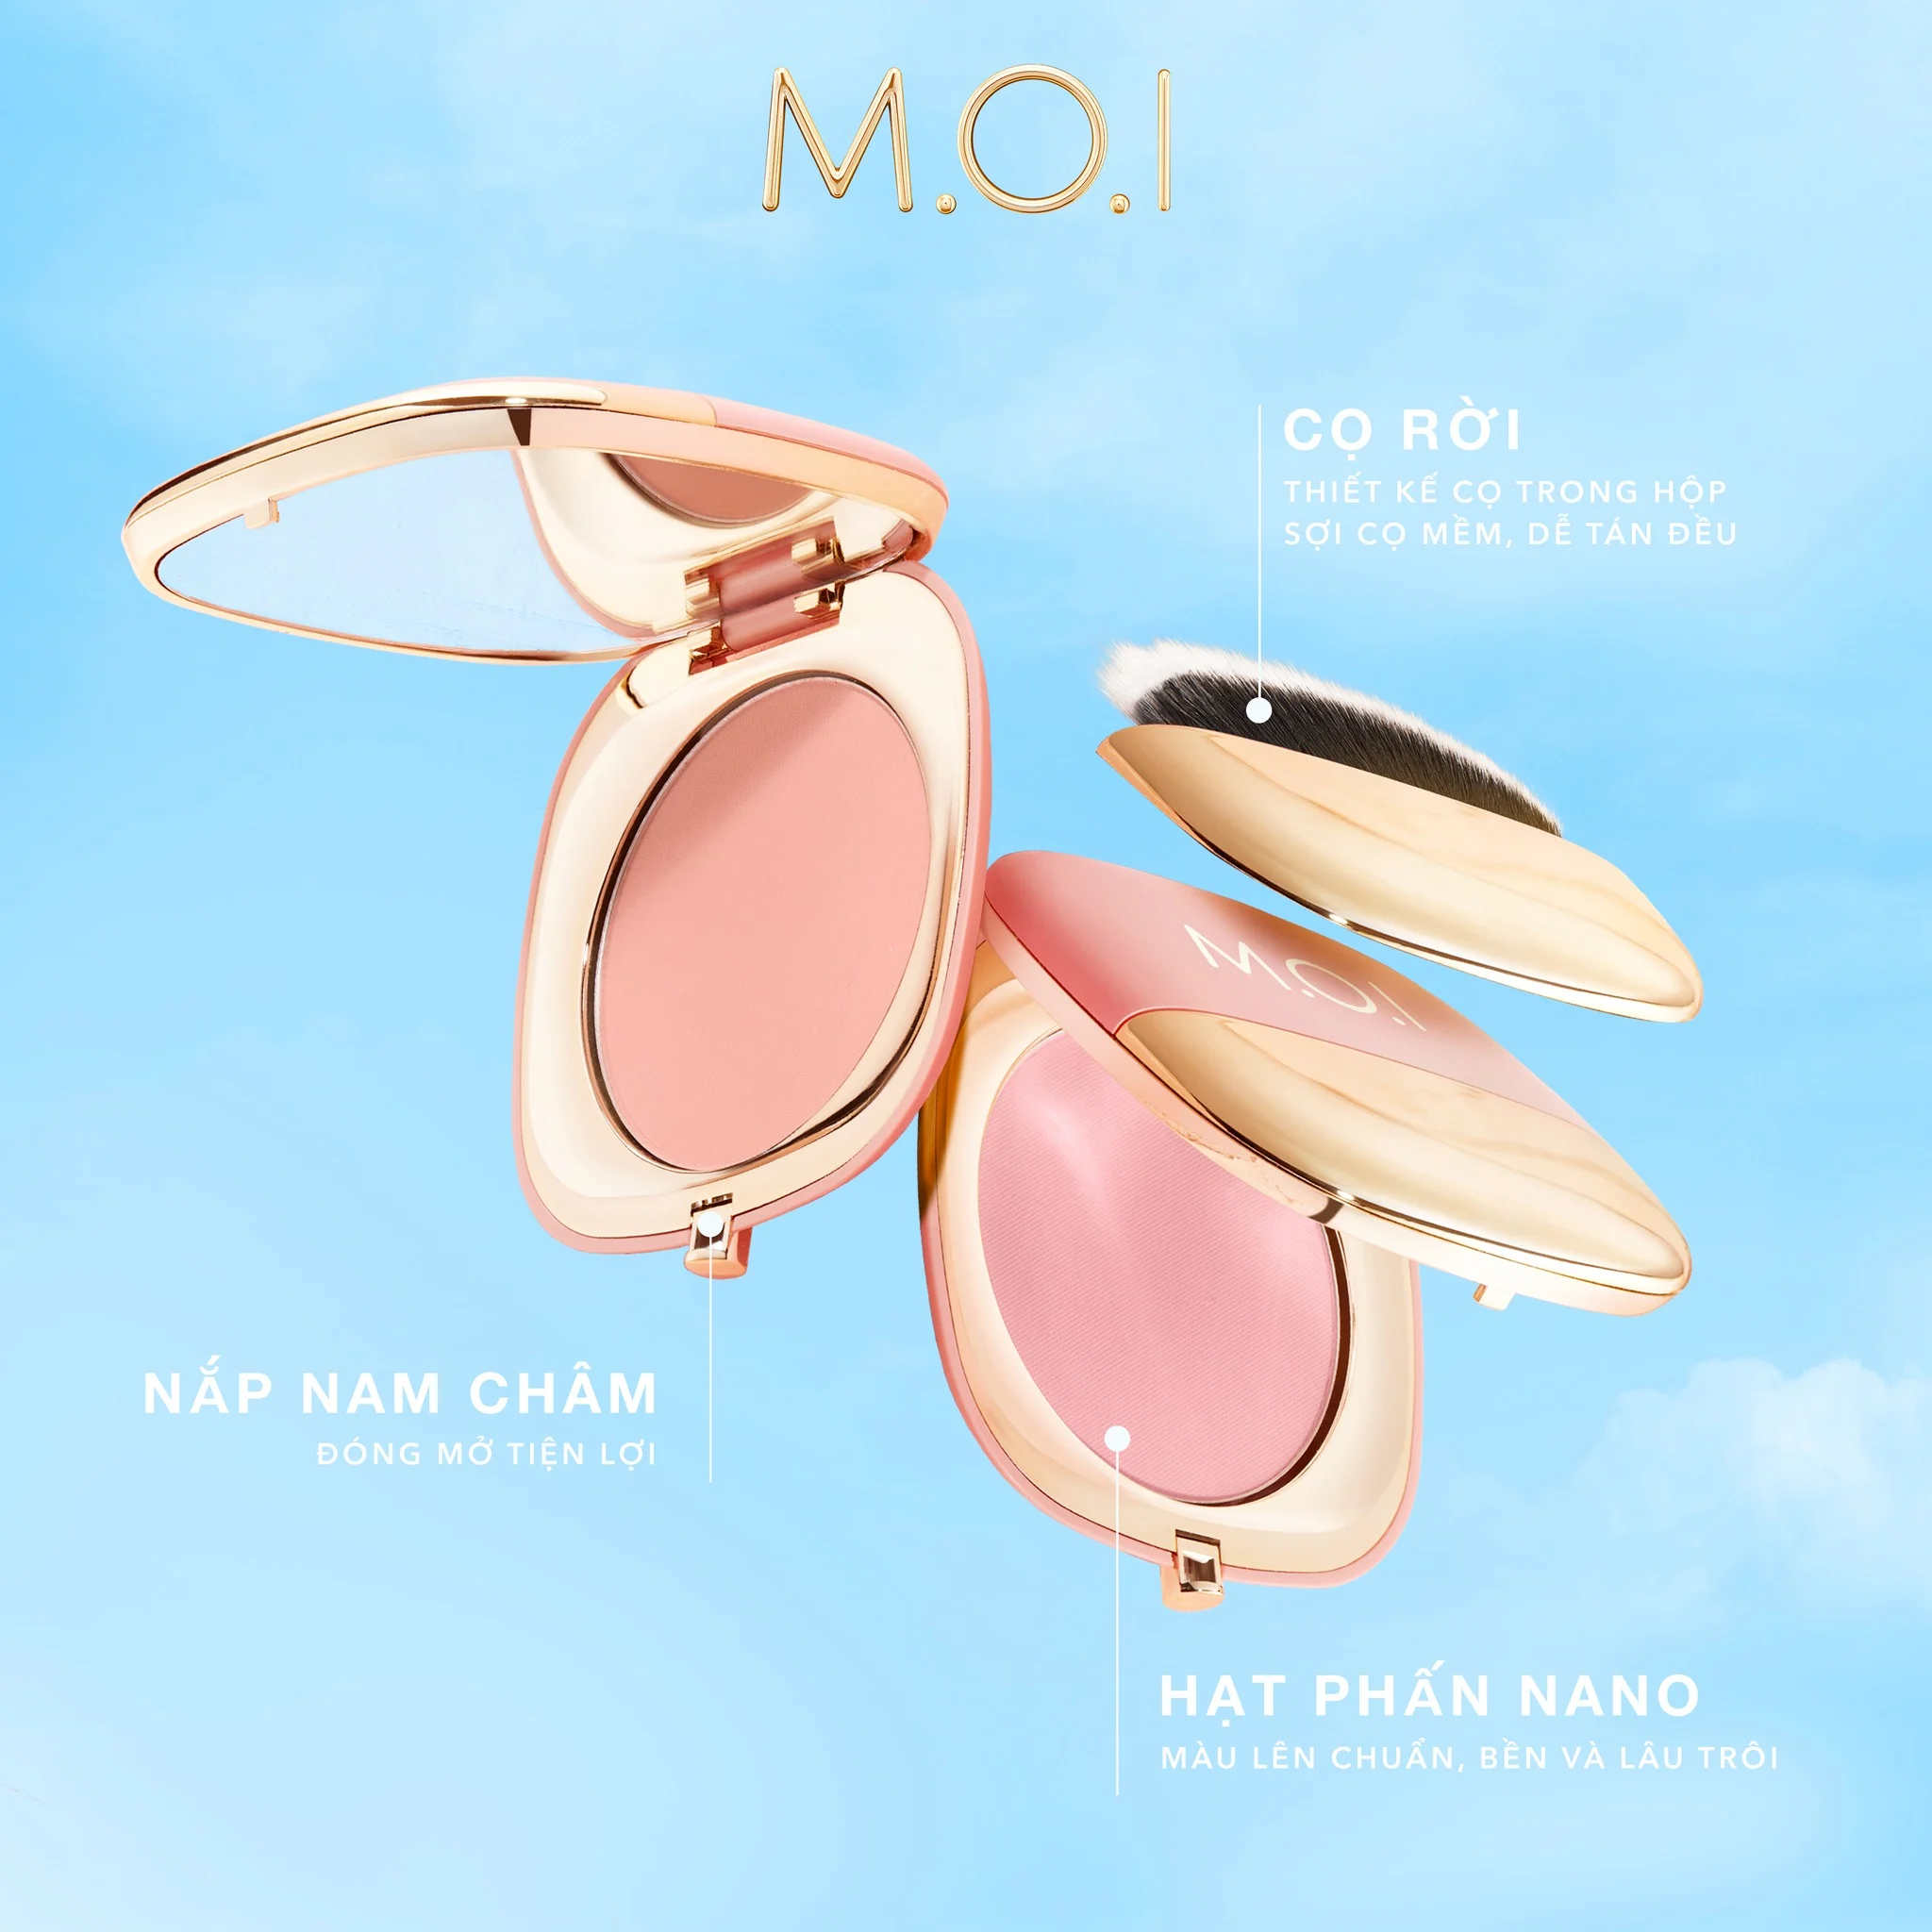 M.O.I
CỌ RỜI
THIẾT KẾ CỌ TRONG HỘP
SỢI CỌ MỀM, DỄ TÁN ĐỀU
M.O.I
NẮP NAM CHÂM
ĐÓNG MỞ TIỆN LỢI
HẠT PHẤN NANO
MÀU LÊN CHUẨN, BỀN VÀ LÂU TRÔI